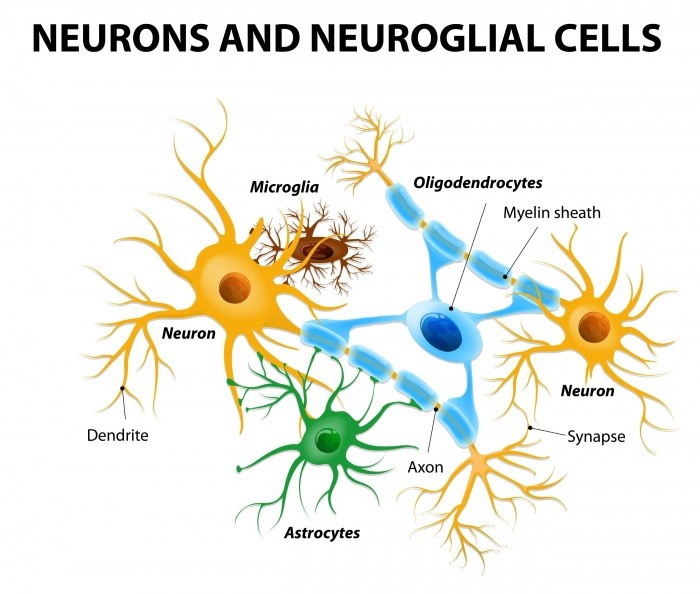 NEURONS AND NEUROGLIAL CELLS
Microglia
Oligodendrocytes
Myelin sheath
Neuron
Neuron
Dendrite
Synapse
Axon
Astrocytes